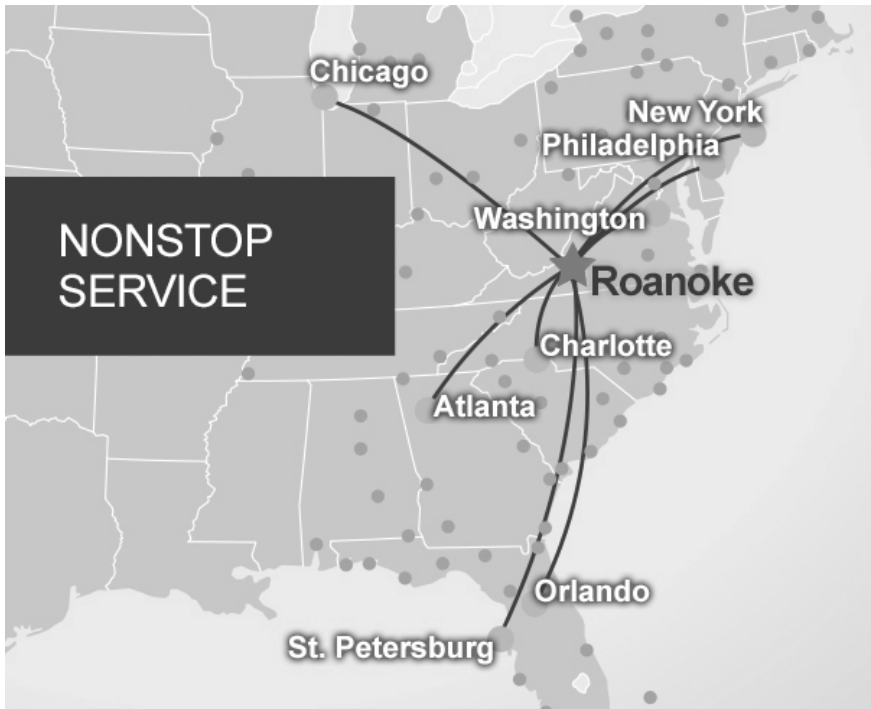 Chicago
New York
Philadelphia
Washington
NONSTOP
SERVICE
Roanoke
Charlotte
Atlanta
Orlando
St. Petersburg